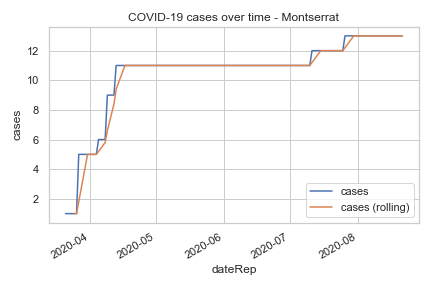 COVID-19 cases over time - Montserrat
cases
12
10
8
6
4
2
2020-04
2020-05
2020-06
2020-07
2020-08
dateRep
cases
cases (rolling)